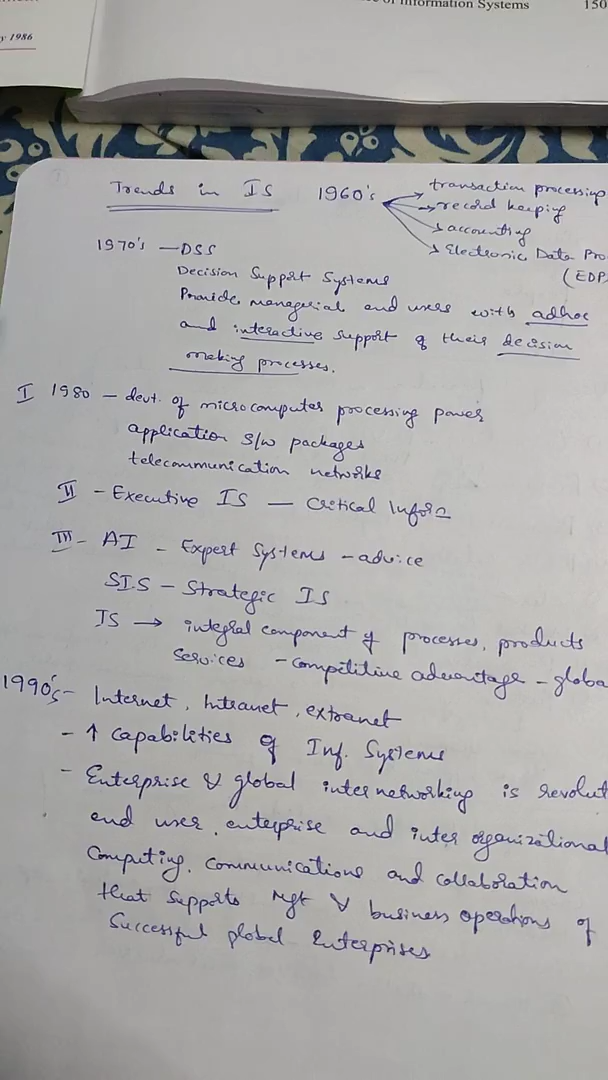 of Information Systems 150
y 1986
Trends in IS 1960's → transaction processing
→ record keeping
→ accounting
→ Electronic Data Pro
(EDP
1970's — DSS
Decision Support Systems
Provide managerial end users with adhoc
and interactive support of their decision
making processes.
I 1980 — devt. of microcomputer processing power
application s/w packages
telecommunication networks
II - Executive IS — Critical Inforn
III - AI - Expert Systems - advice
SIS - Strategic IS
IS → integral component of processes, products
services - competitive advantage - globa
1990's - Internet, Intranet, extranet
- ↑ capabilities of Inf. Systems
- Enterprise & global internetworking is revolut
end user, enterprise and inter organizational
Computing, communications and collaboration
that supports mgt & business operations of
Successful global Enterprises